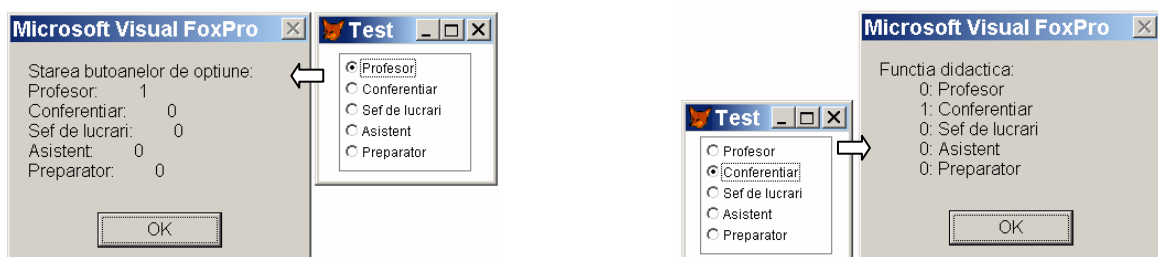 Microsoft Visual FoxPro
Starea butoanelor de optiune:
Profesor: 1
Conferentiar: 0
Sef de lucrari: 0
Asistent: 0
Preparator: 0
OK
Test
Profesor
Conferentiar
Sef de lucrari
Asistent
Preparator
Test
Profesor
Conferentiar
Sef de lucrari
Asistent
Preparator
Microsoft Visual FoxPro
Functia didactica:
0: Profesor
1: Conferentiar
0: Sef de lucrari
0: Asistent
0: Preparator
OK